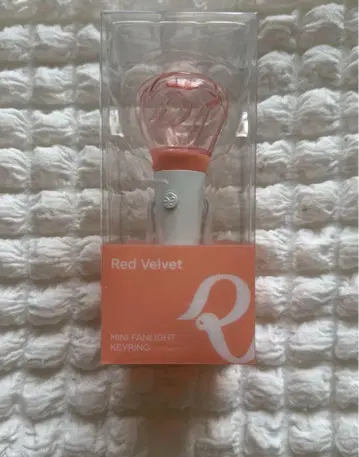 Red Velvet
R
MINI FANLIGHT
KEYRING